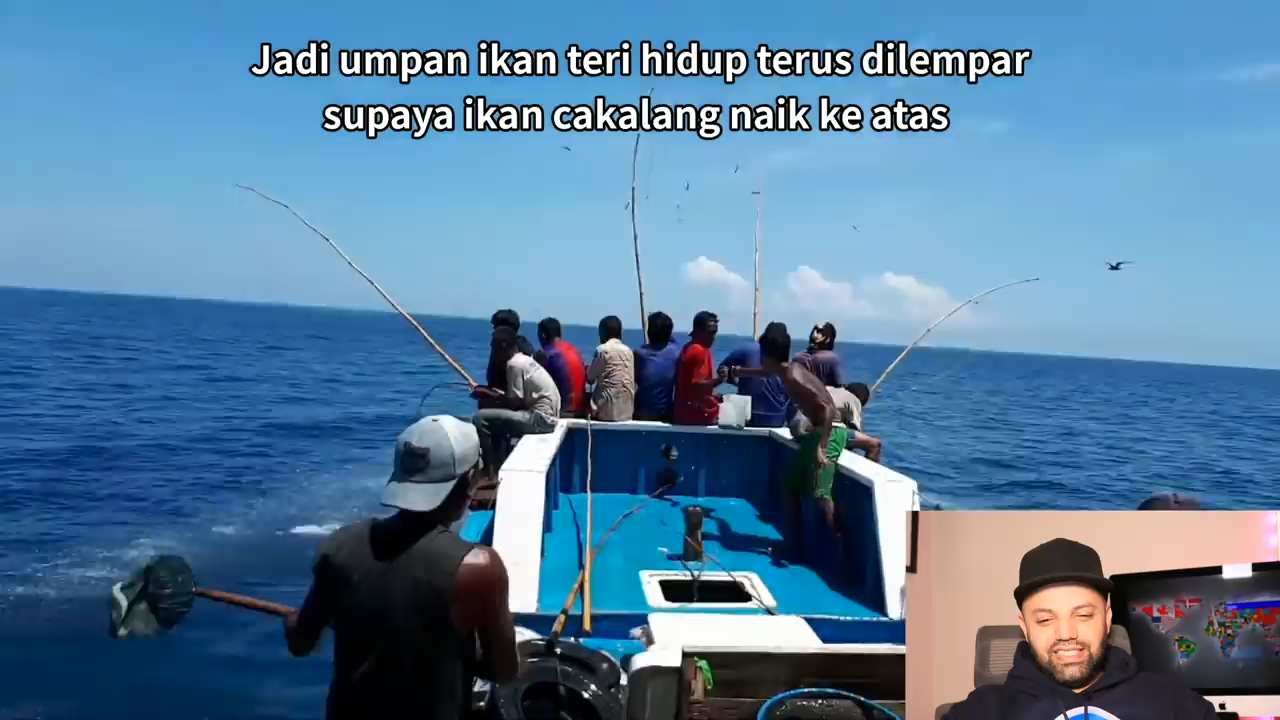 Jadi umpan ikan teri hidup terus dilempar
supaya ikan cakalang naik ke atas